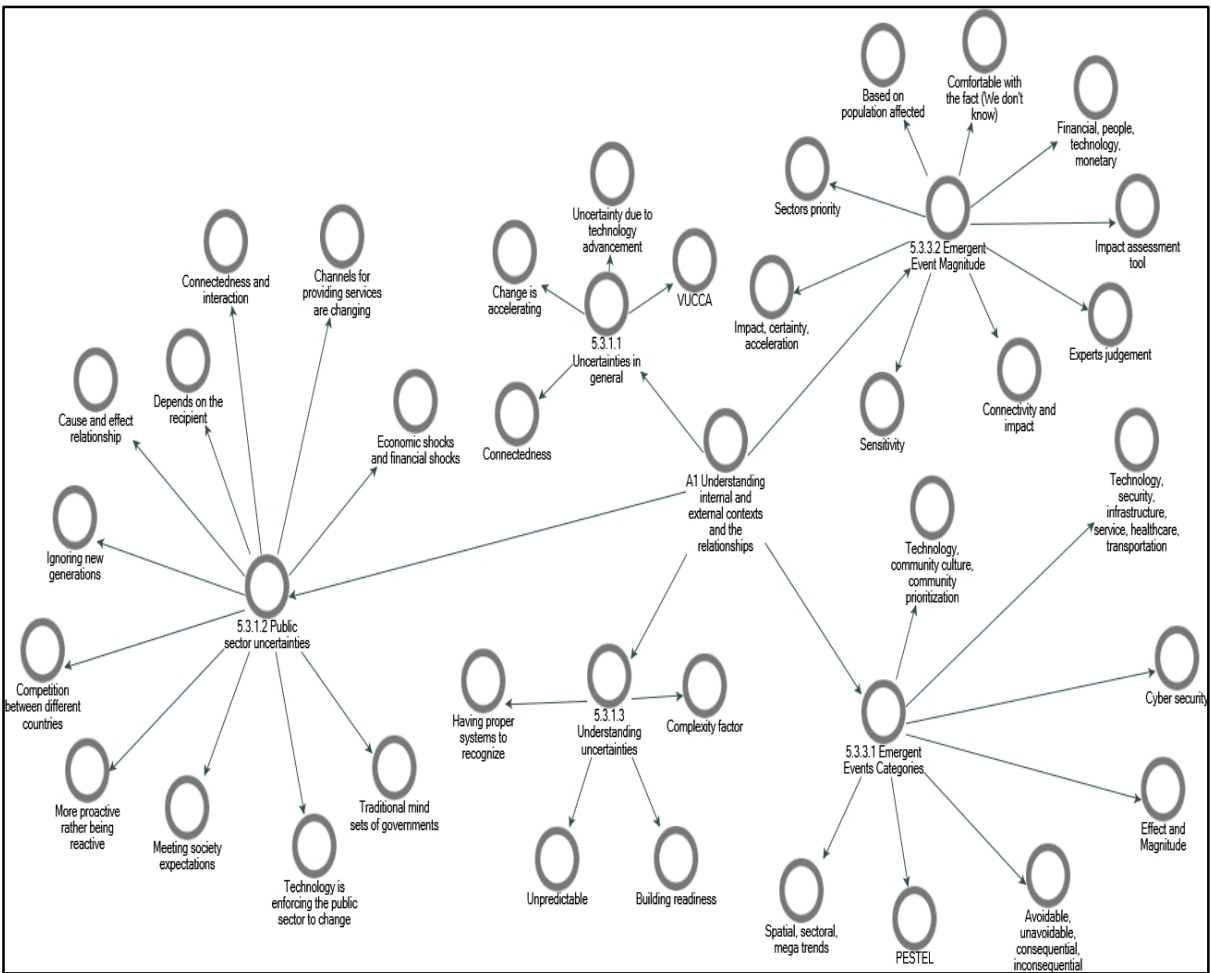 Based on
population affected
Comfortable with
the fact (We don't
know)
Financial, people,
technology,
monetary
Sectors priority
Impact assessment
tool
5.3.3.2 Emergent
Event Magnitude
Impact, certainty,
acceleration
Experts judgement
Sensitivity
Connectivity and
impact
Uncertainty due to
technology
advancement
Change is
accelerating
VUCCA
5.3.1.1
Uncertainties in
general
Connectedness
Connectedness and
interaction
Channels for
providing services
are changing
Cause and effect
relationship
Depends on the
recipient
Economic shocks
and financial shocks
Ignoring new
generations
5.3.1.2 Public
sector uncertainties
Competition
between different
countries
More proactive
rather being
reactive
Meeting society
expectations
Technology is
enforcing the public
sector to change
Traditional mind
sets of governments
A1 Understanding
internal and
external contexts
and the
relationships
Having proper
systems to
recognize
5.3.1.3
Understanding
uncertainties
Complexity factor
Unpredictable
Building readiness
Technology,
community culture,
community
prioritization
Technology,
security,
infrastructure,
service, healthcare,
transportation
Cyber security
5.3.3.1 Emergent
Events Categories
Effect and
Magnitude
Spatial, sectoral,
mega trends
PESTEL
Avoidable,
unavoidable,
consequential,
inconsequential